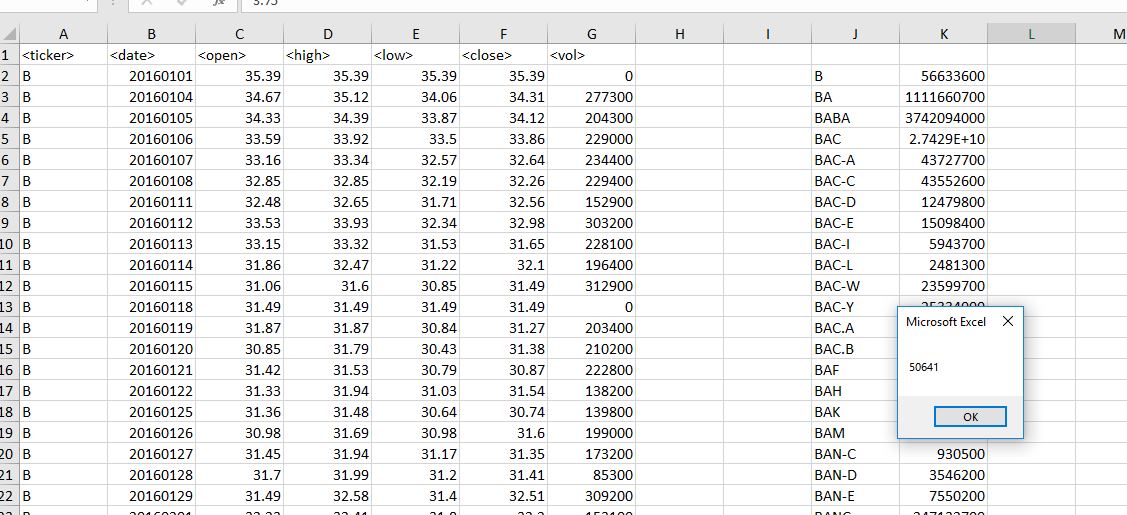 3.75
A B C D E F G H I J K L M
1 <ticker> <date> <open> <high> <low> <close> <vol>
2 B 20160101 35.39 35.39 35.39 35.39 0 B 56633600
3 B 20160104 34.67 35.12 34.06 34.31 277300 BA 1111660700
4 B 20160105 34.33 34.39 33.87 34.12 204300 BABA 3742094000
5 B 20160106 33.59 33.92 33.5 33.86 229000 BAC 2.7429E+10
6 B 20160107 33.16 33.34 32.57 32.64 234400 BAC-A 43727700
7 B 20160108 32.85 32.85 32.19 32.26 229400 BAC-C 43552600
8 B 20160111 32.48 32.65 31.71 32.56 152900 BAC-D 12479800
9 B 20160112 33.53 33.93 32.34 32.98 303200 BAC-E 15098400
10 B 20160113 33.15 33.32 31.53 31.65 228100 BAC-I 5943700
11 B 20160114 31.86 32.47 31.22 32.1 196400 BAC-L 2481300
12 B 20160115 31.06 31.6 30.85 31.49 312900 BAC-W 23599700
13 B 20160118 31.49 31.49 31.49 31.49 0 BAC-Y
14 B 20160119 31.87 31.87 30.84 31.27 203400 BAC.A
15 B 20160120 30.85 31.79 30.43 31.38 210200 BAC.B
16 B 20160121 31.42 31.53 30.79 30.87 222800 BAF
17 B 20160122 31.33 31.94 31.03 31.54 138200 BAH
18 B 20160125 31.36 31.48 30.64 30.74 139800 BAK
19 B 20160126 30.98 31.69 30.98 31.6 199000 BAM
20 B 20160127 31.45 31.94 31.17 31.35 173200 BAN-C 930500
21 B 20160128 31.7 31.99 31.2 31.41 85300 BAN-D 3546200
22 B 20160129 31.49 32.58 31.4 32.51 309200 BAN-E 7550200
Microsoft Excel
50641
OK